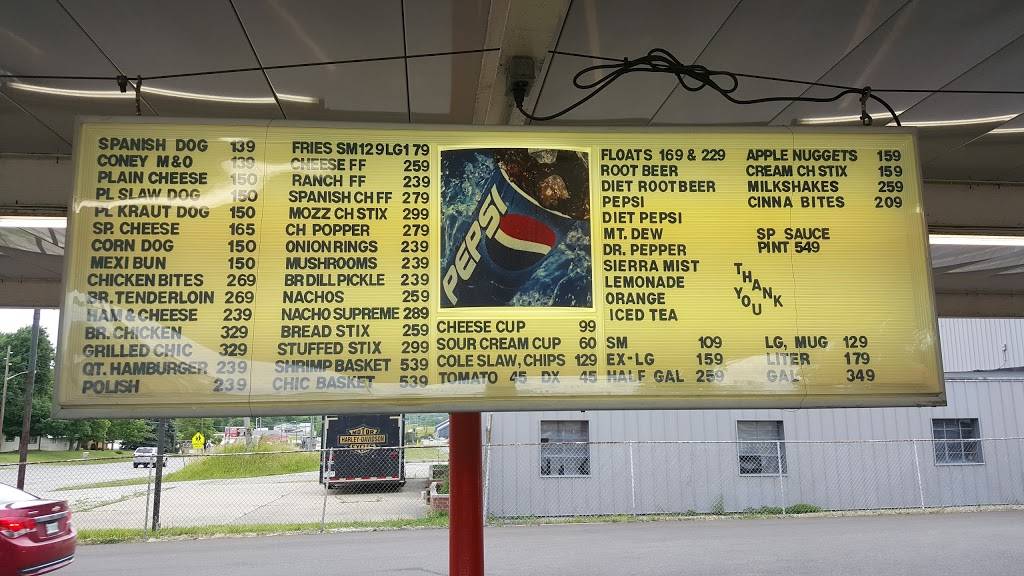 SPANISH DOG 139
CONEY M&O 139
PLAIN CHEESE 150
PL SLAW DOG 150
PL KRAUT DOG 150
SP. CHEESE 165
CORN DOG 150
MEXI BUN 150
CHICKEN BITES 269
BR. TENDERLOIN 269
HAM & CHEESE 239
BR. CHICKEN 329
GRILLED CHIC 329
QT. HAMBURGER 239
POLISH 239
FRIES SM129LG179
CHEESE FF 259
RANCH FF 239
SPANISH CH FF 279
MOZZ CH STIX 299
CH POPPER 279
ONION RINGS 239
MUSHROOMS 239
BR DILL PICKLE 239
NACHOS 259
NACHO SUPREME 289
BREAD STIX 259
STUFFED STIX 299
SHRIMP BASKET 539
CHIC BASKET 539
PEPSI
CHEESE CUP 99
SOUR CREAM CUP 60
COLE SLAW, CHIPS 129
TOMATO 45 DX 45
FLOATS 169 & 229
ROOT BEER
DIET ROOT BEER
PEPSI
DIET PEPSI
MT. DEW
DR. PEPPER
SIERRA MIST
LEMONADE
ORANGE
ICED TEA
APPLE NUGGETS 159
CREAM CH STIX 159
MILKSHAKES 259
CINNA BITES 209
SP SAUCE
PINT 549
THANK
YOU
SM 109 LG, MUG 129
EX-LG 159 LITER 179
HALF GAL 259 GAL 349
MOTOR
HARLEY-DAVIDSON
CYCLES